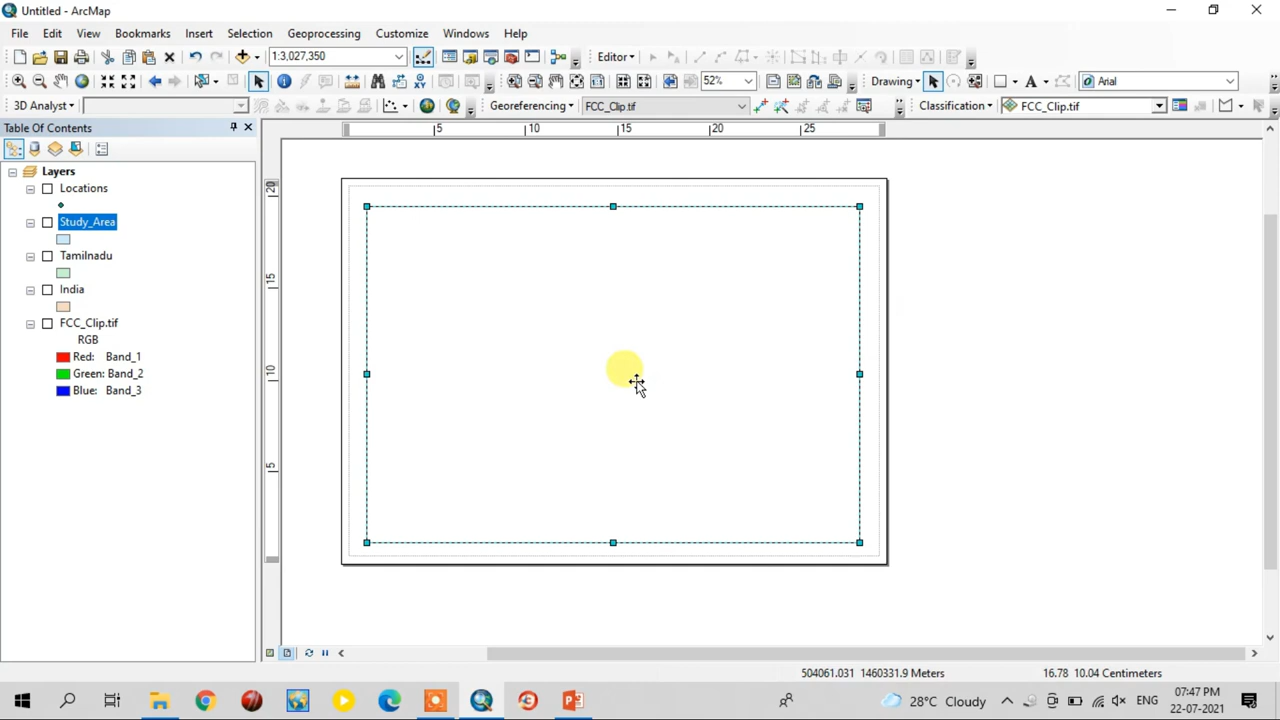 Untitled - ArcMap
File Edit View Bookmarks Insert Selection Geoprocessing Customize Windows Help
1:3,027,350
Editor
52%
Drawing
A
Arial
3D Analyst
Georeferencing
FCC_Clip.tif
Classification
FCC_Clip.tif
Table Of Contents
Layers
Locations
Study_Area
Tamilnadu
India
FCC_Clip.tif
RGB
Red: Band_1
Green: Band_2
Blue: Band_3
5
10
15
20
25
20
15
10
5
504061.031 1460331.9 Meters
16.78 10.04 Centimeters
28°C Cloudy
ENG
07:47 PM
22-07-2021